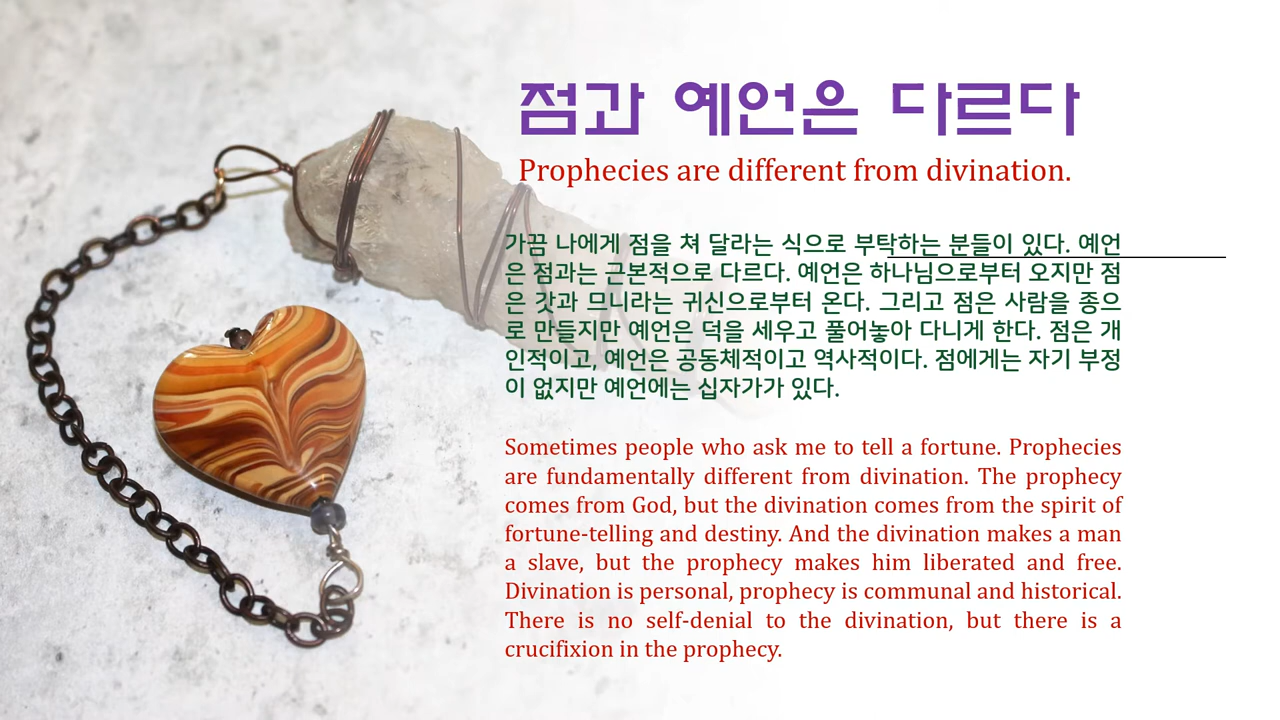 점과 예언은 다르다
Prophecies are different from divination.
가끔 나에게 점을 쳐 달라는 식으로 부탁하는 분들이 있다. 예언
은 점과는 근본적으로 다르다. 예언은 하나님으로부터 오지만 점
은 갓과 므니라는 귀신으로부터 온다. 그리고 점은 사람을 종으
로 만들지만 예언은 덕을 세우고 풀어놓아 다니게 한다. 점은 개
인적이고, 예언은 공동체적이고 역사적이다. 점에게는 자기 부정
이 없지만 예언에는 십자가가 있다.
Sometimes people who ask me to tell a fortune. Prophecies
are fundamentally different from divination. The prophecy
comes from God, but the divination comes from the spirit of
fortune-telling and destiny. And the divination makes a man
a slave, but the prophecy makes him liberated and free.
Divination is personal, prophecy is communal and historical.
There is no self-denial to the divination, but there is a
crucifixion in the prophecy.